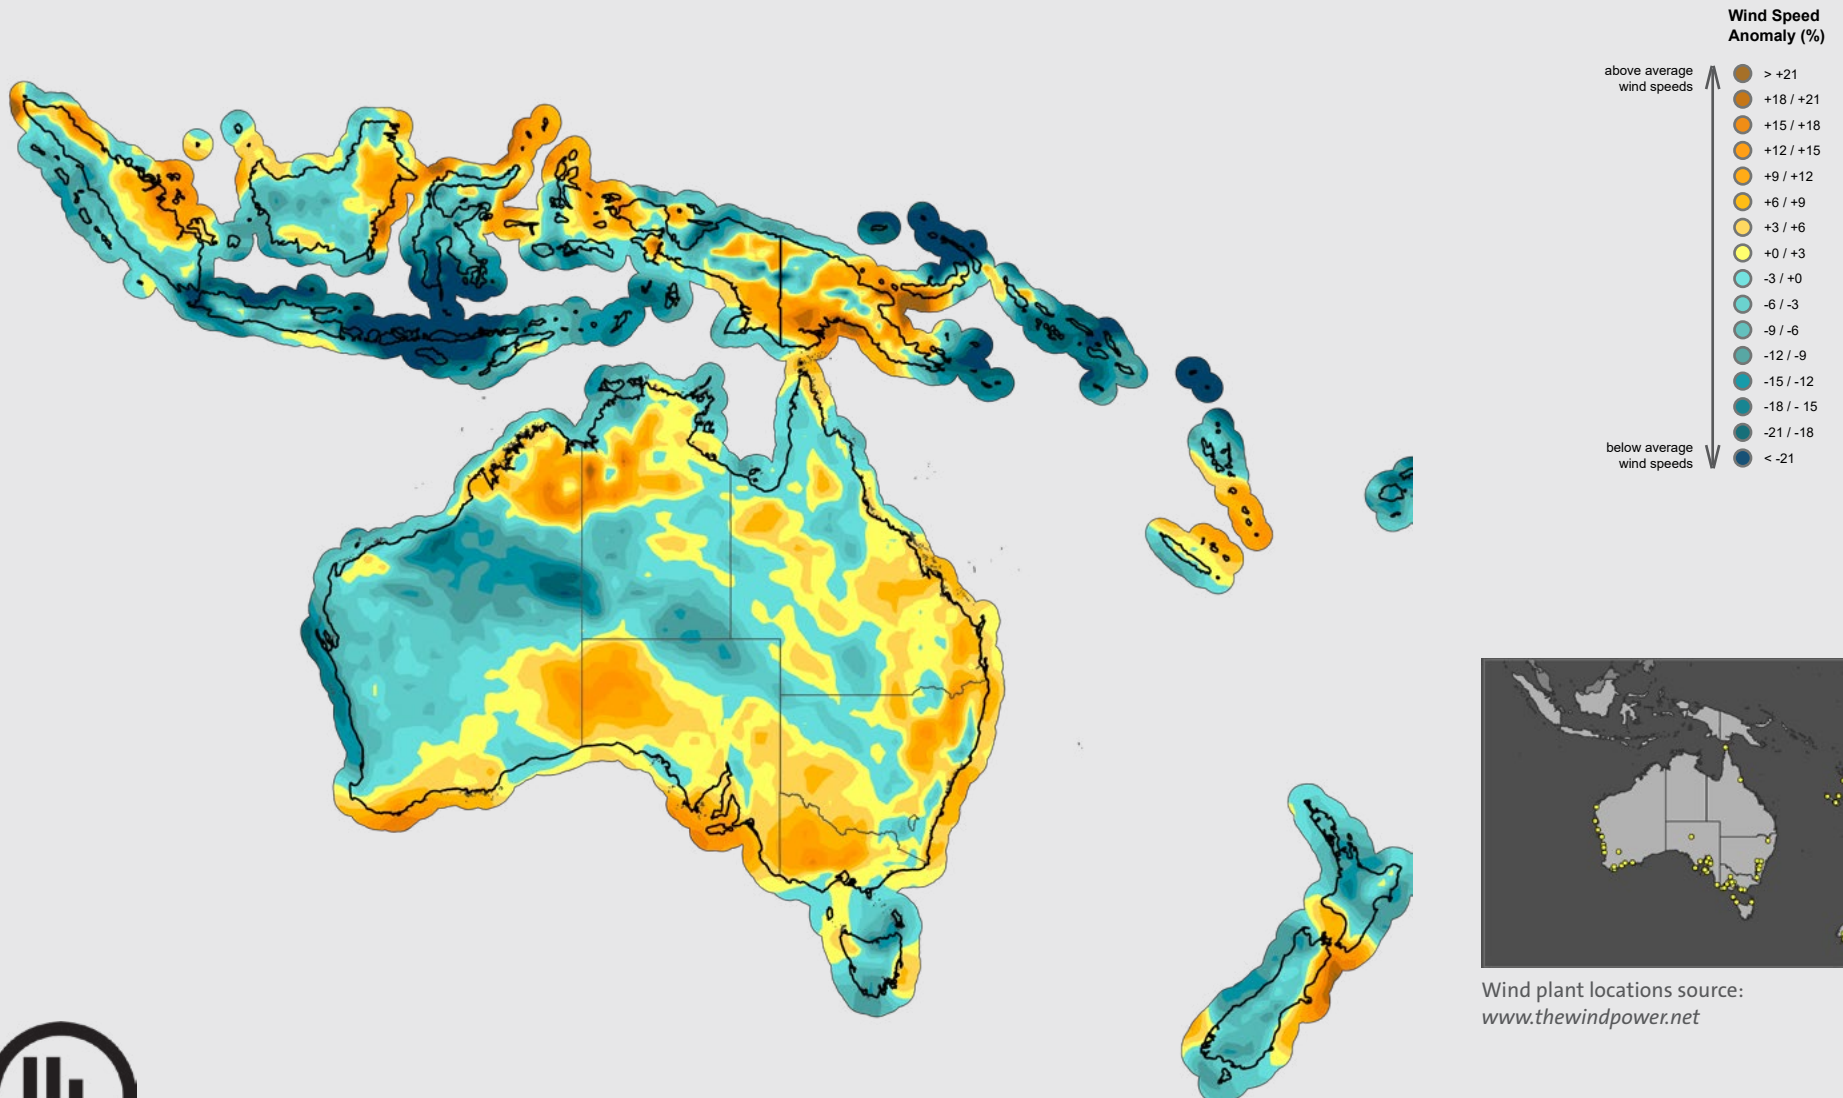 Wind Speed
Anomaly (%)
above average
wind speeds
> +21
+18 / +21
+15 / +18
+12 / +15
+9 / +12
+6 / +9
+3 / +6
+0 / +3
-3 / +0
-6 / -3
-9 / -6
-12 / -9
-15 / -12
-18 / - 15
-21 / -18
below average
wind speeds
< -21
Wind plant locations source:
www.thewindpower.net